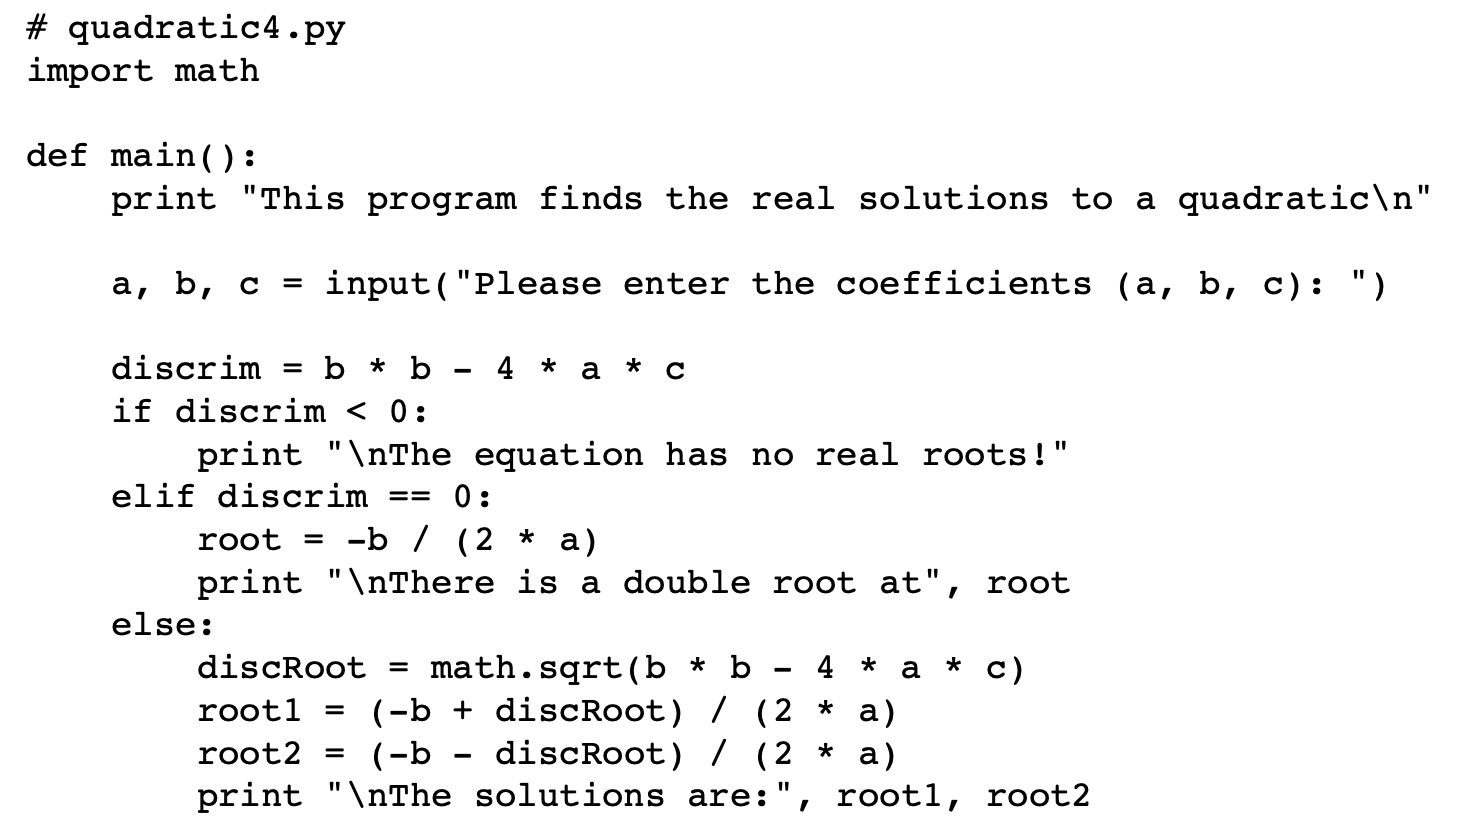 # quadratic4.py
import math

def main():
    print "This program finds the real solutions to a quadratic\n"

    a, b, c = input("Please enter the coefficients (a, b, c): ")

    discrim = b * b - 4 * a * c
    if discrim < 0:
        print "\nThe equation has no real roots!"
    elif discrim == 0:
        root = -b / (2 * a)
        print "\nThere is a double root at", root
    else:
        discRoot = math.sqrt(b * b - 4 * a * c)
        root1 = (-b + discRoot) / (2 * a)
        root2 = (-b - discRoot) / (2 * a)
        print "\nThe solutions are:", root1, root2